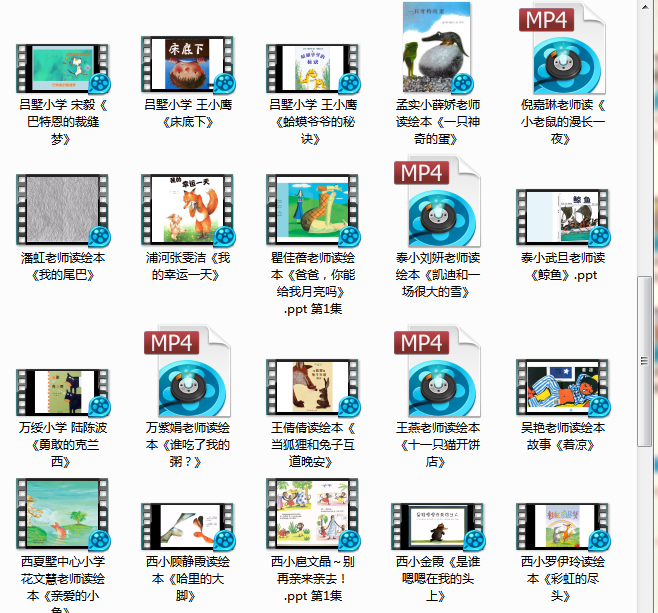 床底下
MP4
吕墅小学 宋毅《
巴特恩的裁缝
梦》
吕墅小学 王小鹰
《床底下》
吕墅小学 王小鹰
《蛤蟆爷爷的秘
诀》
孟实小薛娇老师
读绘本《一只神
奇的蛋》
倪嘉琳老师读《
小老鼠的漫长一
夜》
我的
幸运一天
MP4
鲸鱼
潘虹老师读绘本
《我的尾巴》
浦河张雯洁《我
的幸运一天》
瞿佳蓓老师读绘
本《爸爸，你能
给我月亮吗》
.ppt 第1集
泰小刘妍老师读
绘本《凯迪和一
场很大的雪》
泰小武旦老师读
《鲸鱼》.ppt
MP4
MP4
万绥小学 陆陈波
《勇敢的克兰
西》
万紫娟老师读绘
本《谁吃了我的
粥？》
王倩倩读绘本《
当狐狸和兔子互
道晚安》
王燕老师读绘本
《十一只猫开饼
店》
吴艳老师读绘本
故事《着凉》
西夏墅中心小学
花文慧老师读绘
本《亲爱的小
鱼》
西小顾静霞读绘
本《哈里的大
脚》
西小扈文晶～别
再亲来亲去！
.ppt 第1集
西小金霞《是谁
嗯嗯在我的头
上》
西小罗伊玲读绘
本《彩虹的尽
头》